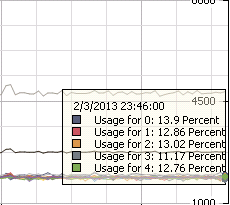 2/3/2013 23:46:00
4500
Usage for 0: 13.9 Percent
Usage for 1: 12.86 Percent
Usage for 2: 13.02 Percent
Usage for 3: 11.17 Percent
Usage for 4: 12.76 Percent
1000